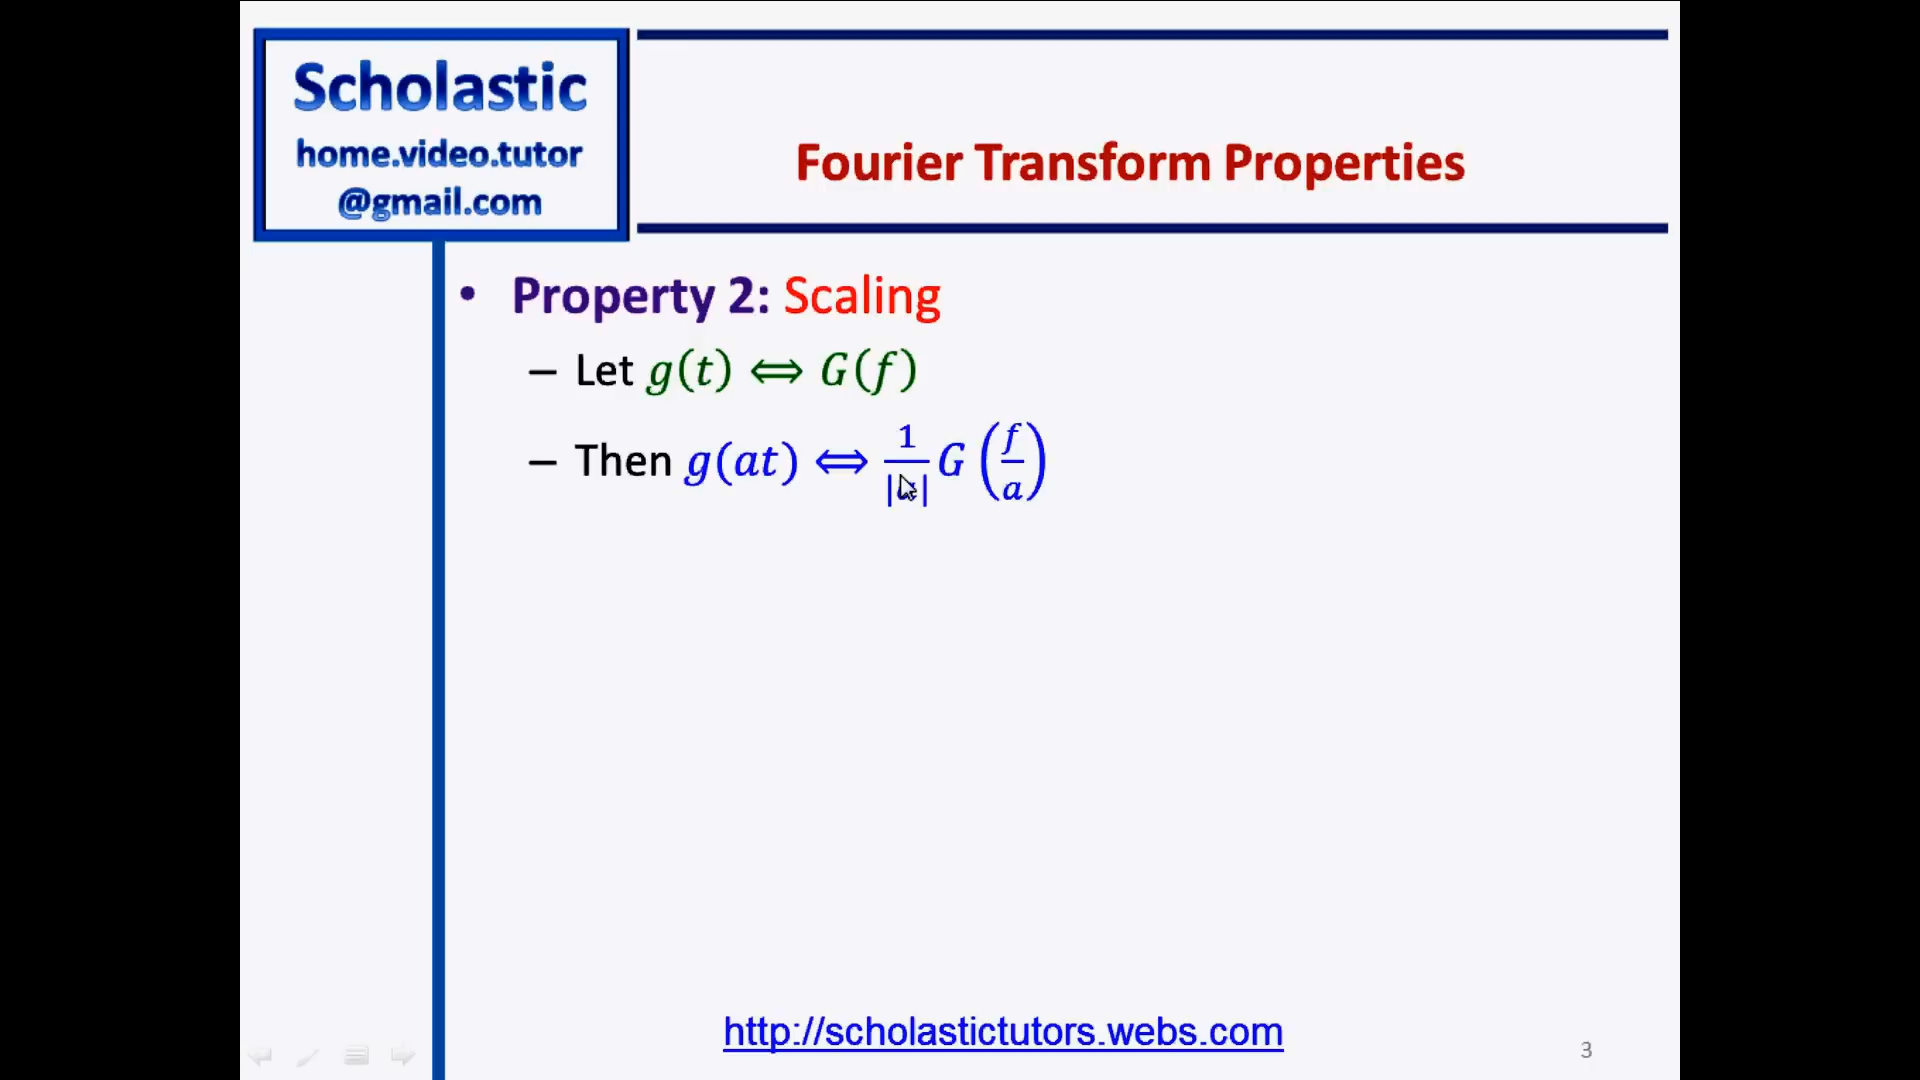 Scholastic
home.video.tutor
@gmail.com
Fourier Transform Properties
• Property 2: Scaling
– Let g(t) ⟺ G(f)
– Then g(at) ⟺ 1/|a| G(f/a)
http://scholastictutors.webs.com
3